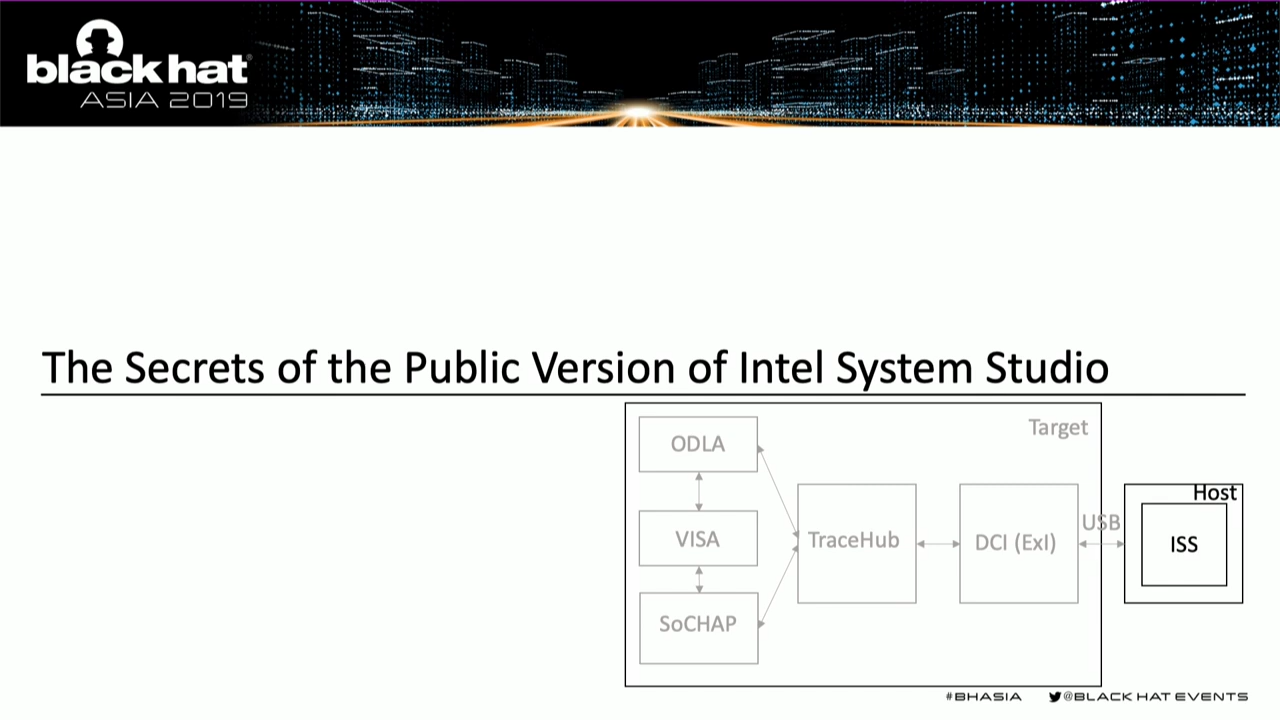 black hat
ASIA 2019
The Secrets of the Public Version of Intel System Studio
Target
ODLA
Host
USB
VISA
TraceHub
DCI (ExI)
ISS
SoCHAP
#BHASIA
@BLACK HAT EVENTS